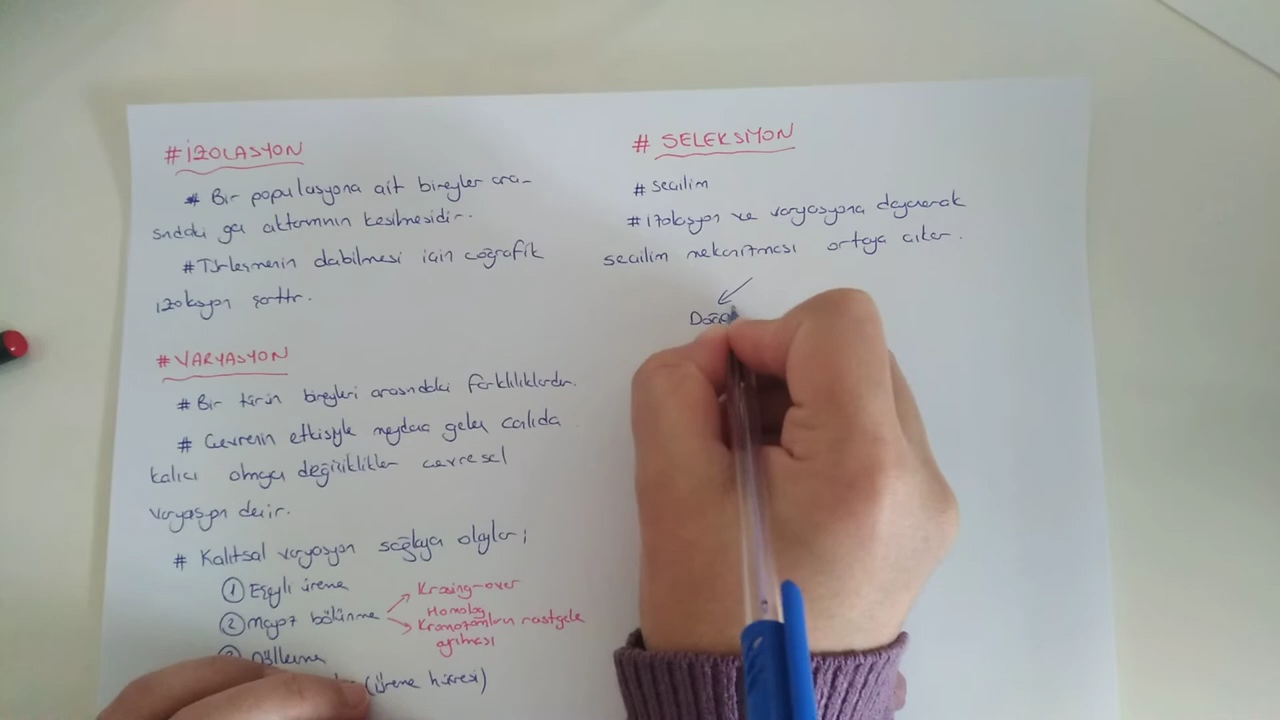 #İZOLASYON
# Bir populasyona ait bireyler ara-
sındaki gen aktarımının kesilmesidir.
#Türleşmenin olabilmesi için coğrafik
izolasyon şarttır.
#VARYASYON
# Bir türün bireyleri arasındaki farklılıklardır.
# Çevrenin etkisiyle meydana gelen
kalıcı olmayan değişiklikler çevresel
varyasyon denir.
# Kalıtsal varyasyon sağlayan olaylar;
① Eşeyli üreme
② Mayoz bölünme
Krosing-over
Homolog
Kromozomların rastgele
ayrılması
③ Döllenme
(üreme hücresi)
# SELEKSİYON
# Seçilim
# İzolasyon ve varyasyona dayanarak
seçilim mekanizması ortaya çıkar.